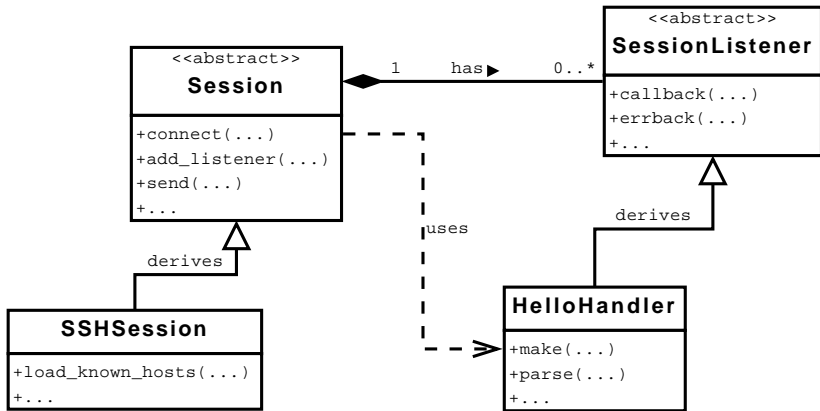 <<abstract>>
Session
+connect(...)
+add_listener(...)
+send(...)
+...
1 has▶ 0..*
<<abstract>>
SessionListener
+callback(...)
+errback(...)
+...
uses
derives
derives
SSHSession
+load_known_hosts(...)
+...
HelloHandler
+make(...)
+parse(...)
+...